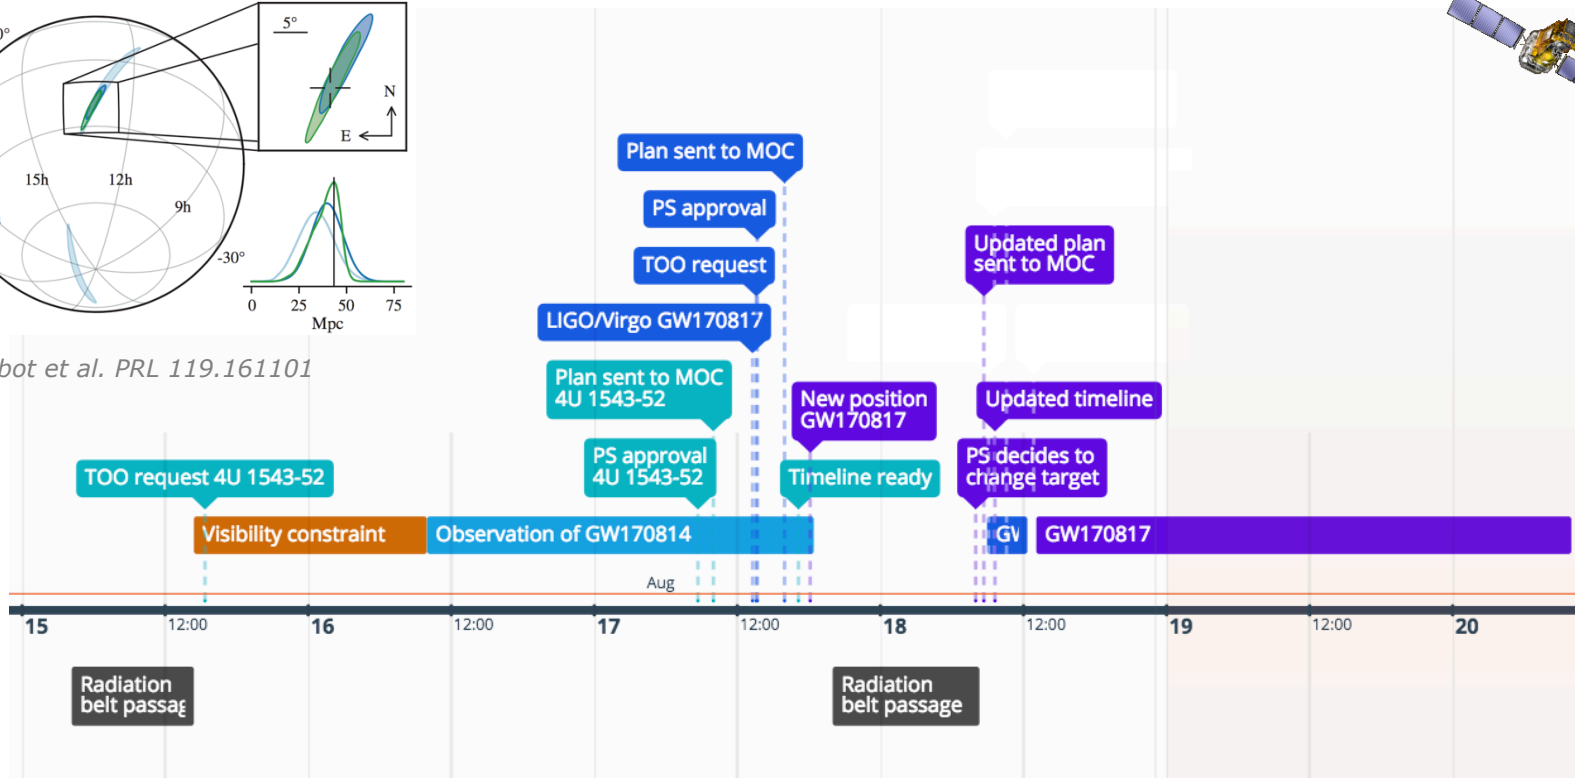 5°
N
E
15h
12h
9h
-30°
0
25
50
75
Mpc
bot et al. PRL 119.161101
Plan sent to MOC
PS approval
TOO request
LIGO/Virgo GW170817
Plan sent to MOC
4U 1543-52
PS approval
4U 1543-52
TOO request 4U 1543-52
New position
GW170817
Timeline ready
Updated plan
sent to MOC
Updated timeline
PS decides to
change target
Visibility constraint
Observation of GW170814
GW
GW170817
Aug
15
12:00
16
12:00
17
12:00
18
12:00
19
12:00
20
Radiation
belt passag
Radiation
belt passage